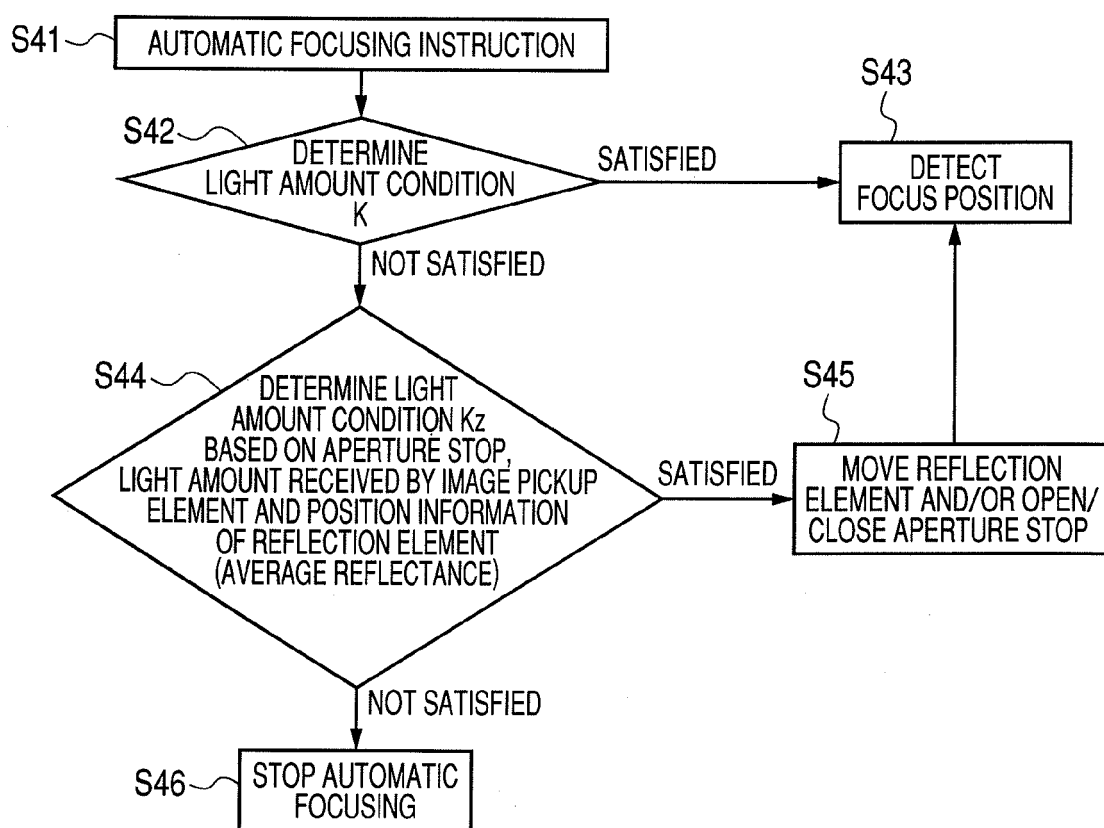 S41
AUTOMATIC FOCUSING INSTRUCTION
S42
DETERMINE
LIGHT AMOUNT CONDITION
K
SATISFIED
S43
DETECT
FOCUS POSITION
NOT SATISFIED
S44
DETERMINE LIGHT
AMOUNT CONDITION Kz
BASED ON APERTURE STOP,
LIGHT AMOUNT RECEIVED BY IMAGE PICKUP
ELEMENT AND POSITION INFORMATION
OF REFLECTION ELEMENT
(AVERAGE REFLECTANCE)
SATISFIED
S45
MOVE REFLECTION
ELEMENT AND/OR OPEN/
CLOSE APERTURE STOP
NOT SATISFIED
S46
STOP AUTOMATIC
FOCUSING